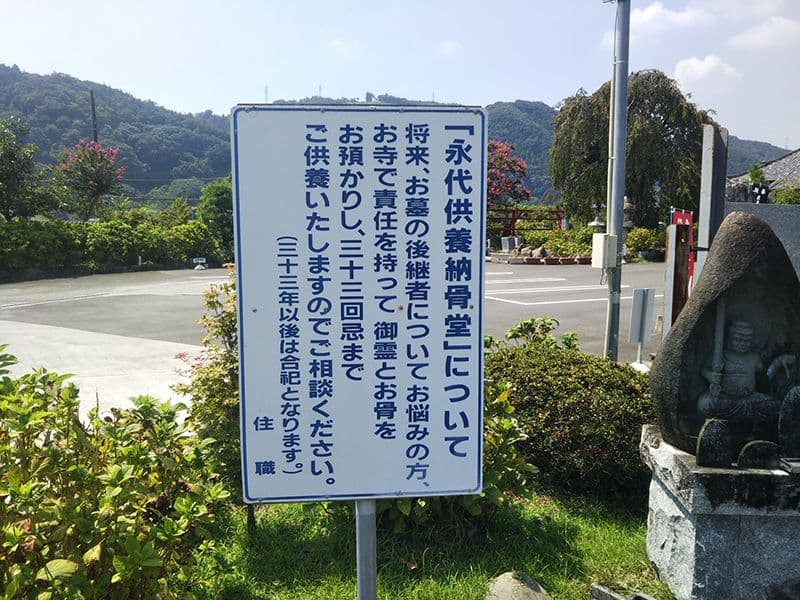 「永代供養納骨堂」について
将来、お墓の後継者についてお悩みの方、
お寺で責任を持って 御霊とお骨を
お預かりし、三十三回忌まで
ご供養いたしますのでご相談ください。
（三十三年以後は合祀となります。）
住職